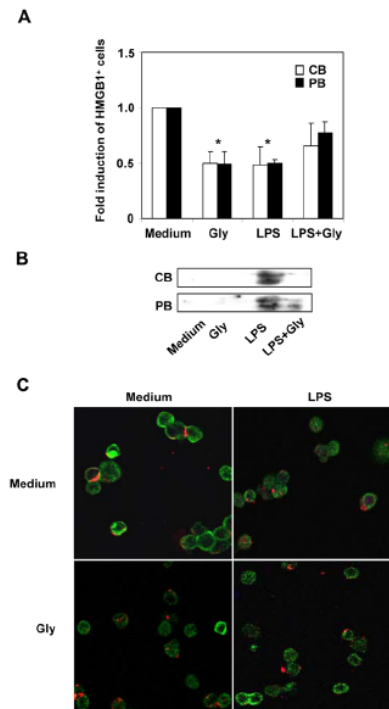 A
Fold induction of HMGB1⁺ cells
1.5
1.0
0.5
0
CB
PB
*
*
Medium
Gly
LPS
LPS+Gly
B
CB
PB
Medium
Gly
LPS
LPS+Gly
C
Medium
LPS
Medium
Gly